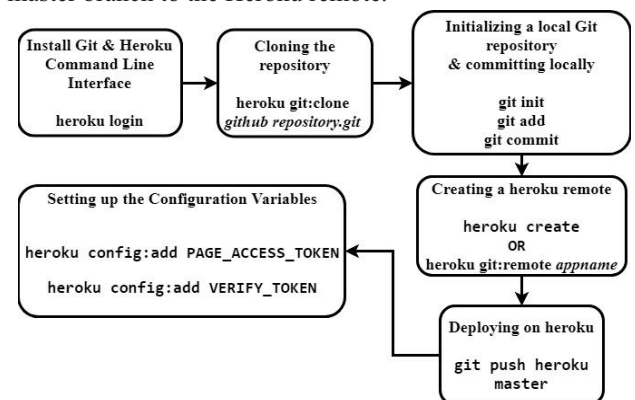 master branch to the Heroku remote.
Install Git & Heroku
Command Line
Interface
heroku login
Cloning the
repository
heroku git:clone
github repository.git
Initializing a local Git
repository
& committing locally
git init
git add
git commit
Creating a heroku remote
heroku create
OR
heroku git:remote appname
Deploying on heroku
git push heroku
master
Setting up the Configuration Variables
heroku config:add PAGE_ACCESS_TOKEN
heroku config:add VERIFY_TOKEN